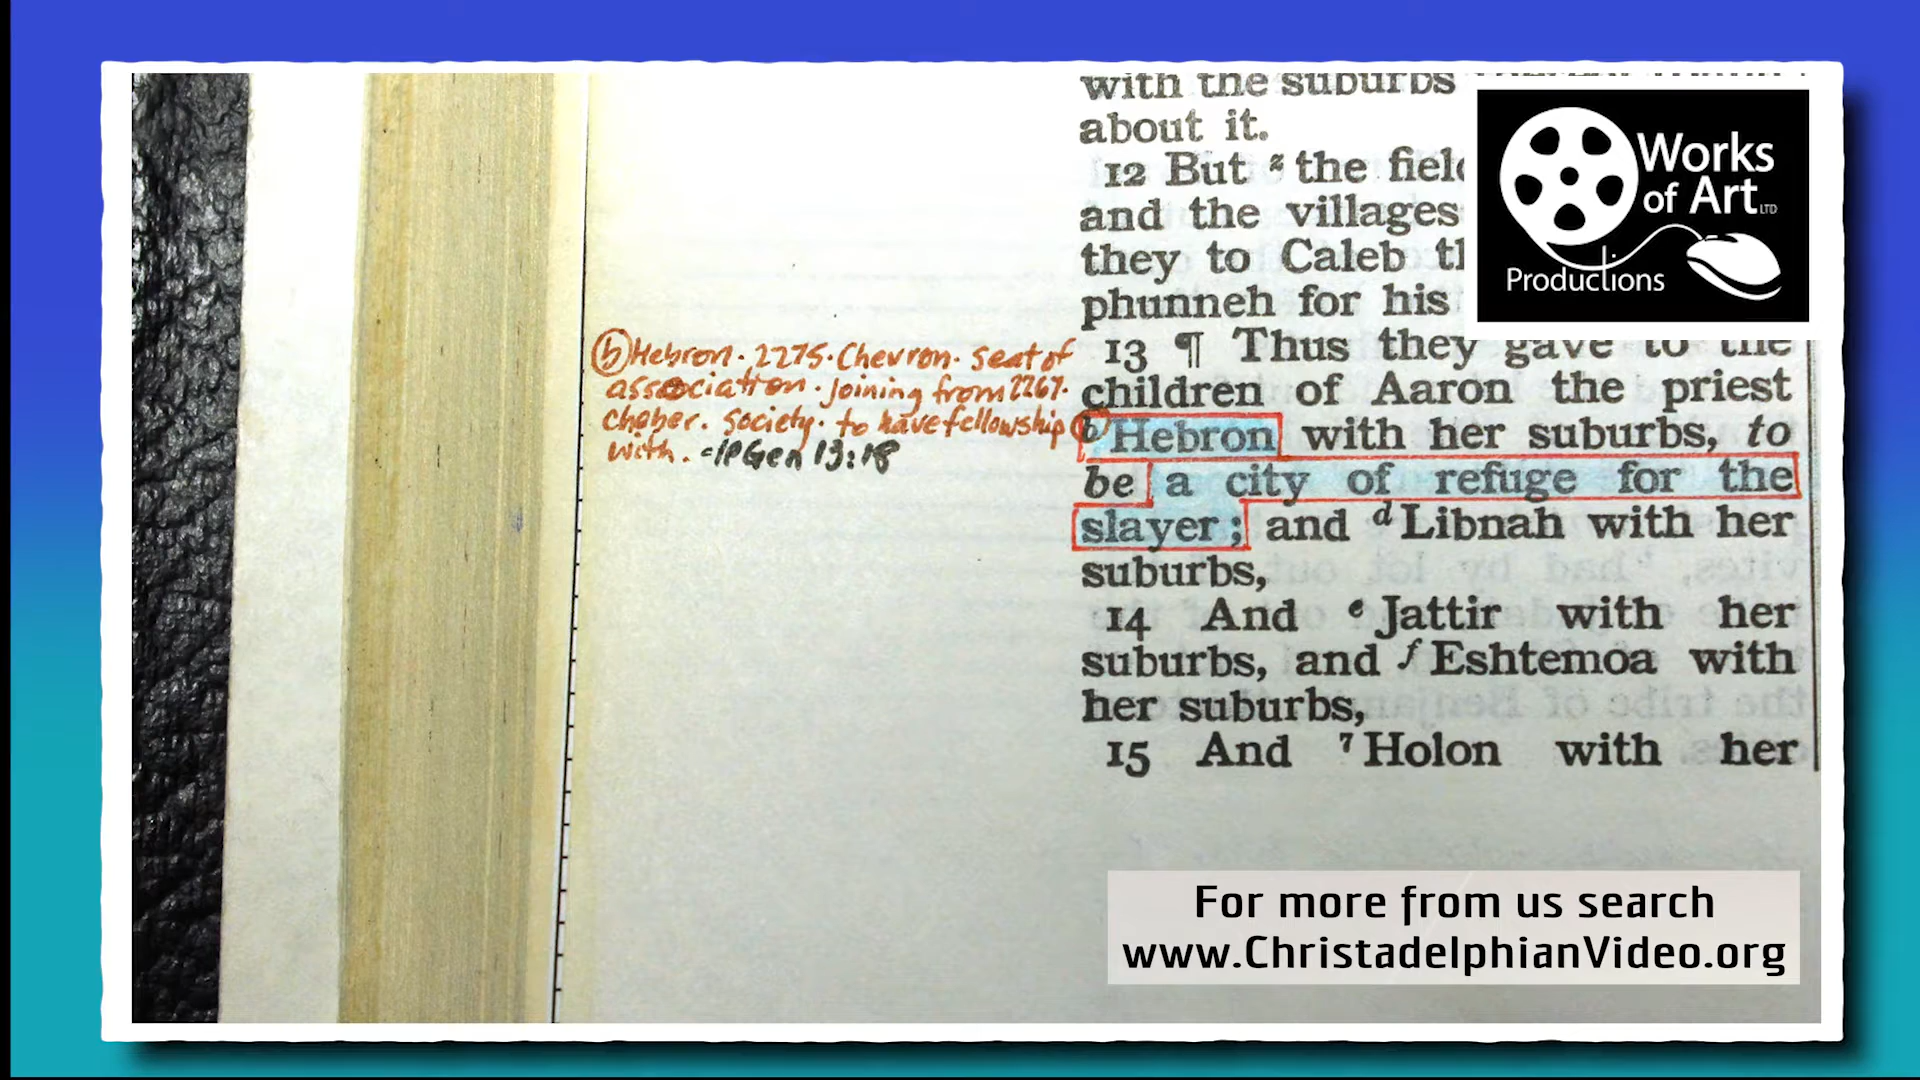 with the suburbs
about it.
12 But z the
and the villages
they to Caleb
phunneh for his
13 ¶ Thus they gave to the
children of Aaron the priest
b Hebron with her suburbs, to
be a city of refuge for the
slayer; and d Libnah with her
suburbs,
14 And e Jattir with her
suburbs, and f Eshtemoa with
her suburbs,
15 And 7 Holon with her
b Hebron. 2275. Chevron. seat of
association. joining from 2267.
chaber. society. to have fellowship
with. Gen 13:18
Works
of Art LTD
Productions
For more from us search
www.ChristadelphianVideo.org